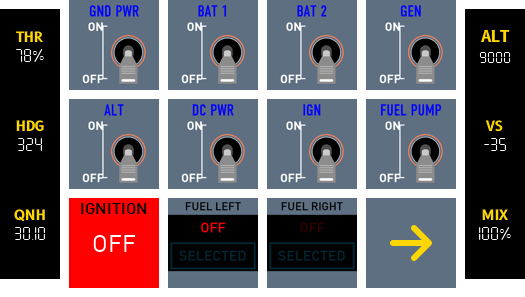 THR
78%
HDG
324
QNH
30.10
GND PWR
ON
OFF
BAT 1
ON
OFF
BAT 2
ON
OFF
GEN
ON
OFF
ALT
ON
OFF
DC PWR
ON
OFF
IGN
ON
OFF
FUEL PUMP
ON
OFF
IGNITION
OFF
FUEL LEFT
OFF
SELECTED
FUEL RIGHT
OFF
SELECTED
ALT
9000
VS
-35
MIX
100%